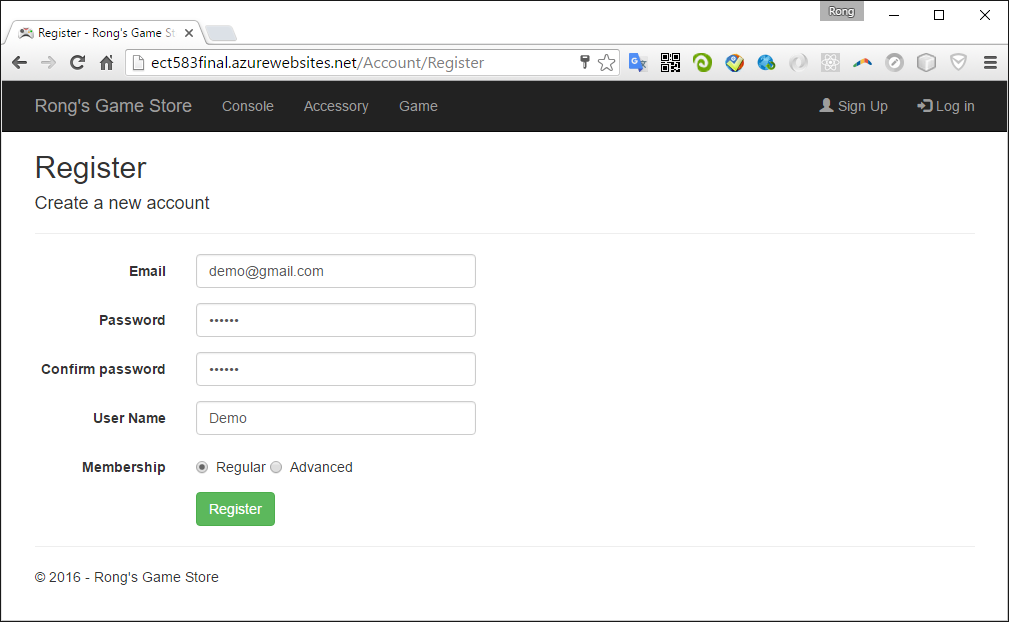 Rong
Register - Rong's Game St
ect583final.azurewebsites.net/Account/Register
Rong's Game Store Console Accessory Game Sign Up Log in
Register
Create a new account
Email demo@gmail.com
Password ••••••
Confirm password ••••••
User Name Demo
Membership Regular Advanced
Register
© 2016 - Rong's Game Store